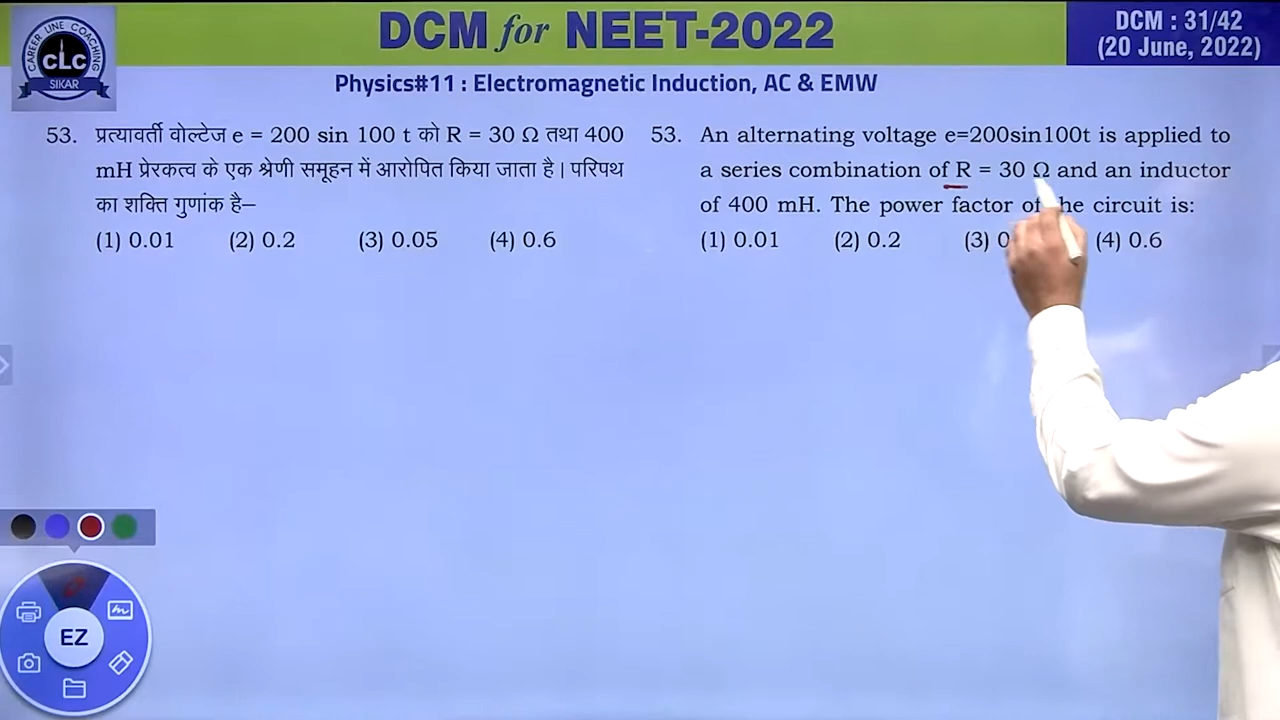 DCM for NEET-2022
DCM : 31/42
(20 June, 2022)
CAREER LINE COACHING
CLC
SIKAR
Physics#11 : Electromagnetic Induction, AC & EMW
53. प्रत्यावर्ती वोल्टेज e = 200 sin 100 t को R = 30 Ω तथा 400
mH प्रेरकत्व के एक श्रेणी समूहन में आरोपित किया जाता है। परिपथ
का शक्ति गुणांक है–
(1) 0.01 (2) 0.2 (3) 0.05 (4) 0.6
53. An alternating voltage e=200sin100t is applied to
a series combination of R = 30 Ω and an inductor
of 400 mH. The power factor of the circuit is:
(1) 0.01 (2) 0.2 (3) (4) 0.6
EZ